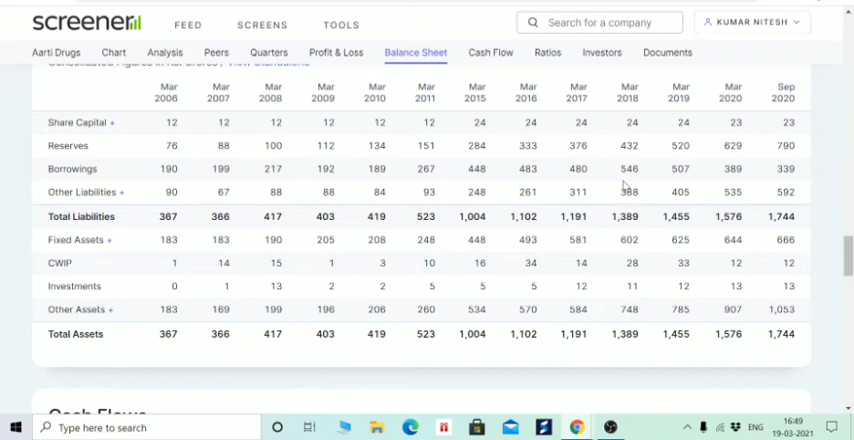 screener
FEED SCREENS TOOLS
Search for a company
KUMAR NITESH
Aarti Drugs Chart Analysis Peers Quarters Profit & Loss Balance Sheet Cash Flow Ratios Investors Documents
Consolidated Figures in Rs. Crores / View Standalone
Mar 2006 Mar 2007 Mar 2008 Mar 2009 Mar 2010 Mar 2011 Mar 2015 Mar 2016 Mar 2017 Mar 2018 Mar 2019 Mar 2020 Sep 2020
Share Capital + 12 12 12 12 12 12 24 24 24 24 24 23 23
Reserves 76 88 100 112 134 151 284 333 376 432 520 629 790
Borrowings 190 199 217 192 189 267 448 483 480 546 507 389 339
Other Liabilities + 90 67 88 88 84 93 248 261 311 388 405 535 592
Total Liabilities 367 366 417 403 419 523 1,004 1,102 1,191 1,389 1,455 1,576 1,744
Fixed Assets + 183 183 190 205 208 248 448 493 581 602 625 644 666
CWIP 1 14 15 1 3 10 16 34 14 28 33 12 12
Investments 0 1 13 2 2 5 5 5 12 11 12 13 13
Other Assets + 183 169 199 196 206 260 534 570 584 748 785 907 1,053
Total Assets 367 366 417 403 419 523 1,004 1,102 1,191 1,389 1,455 1,576 1,744
Cash Flows
Type here to search
ENG
16:49
19-03-2021